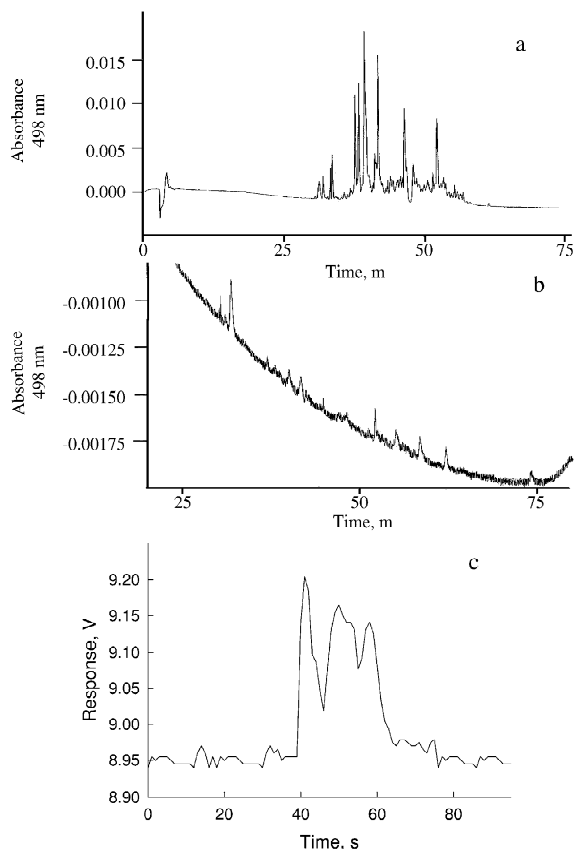 a
Absorbance
498 nm
0.015
0.010
0.005
0.000
0 25 50 75
Time, m
b
Absorbance
498 nm
-0.00100
-0.00125
-0.00150
-0.00175
25 50 75
Time, m
c
Response, V
9.20
9.15
9.10
9.05
9.00
8.95
8.90
0 20 40 60 80
Time, s